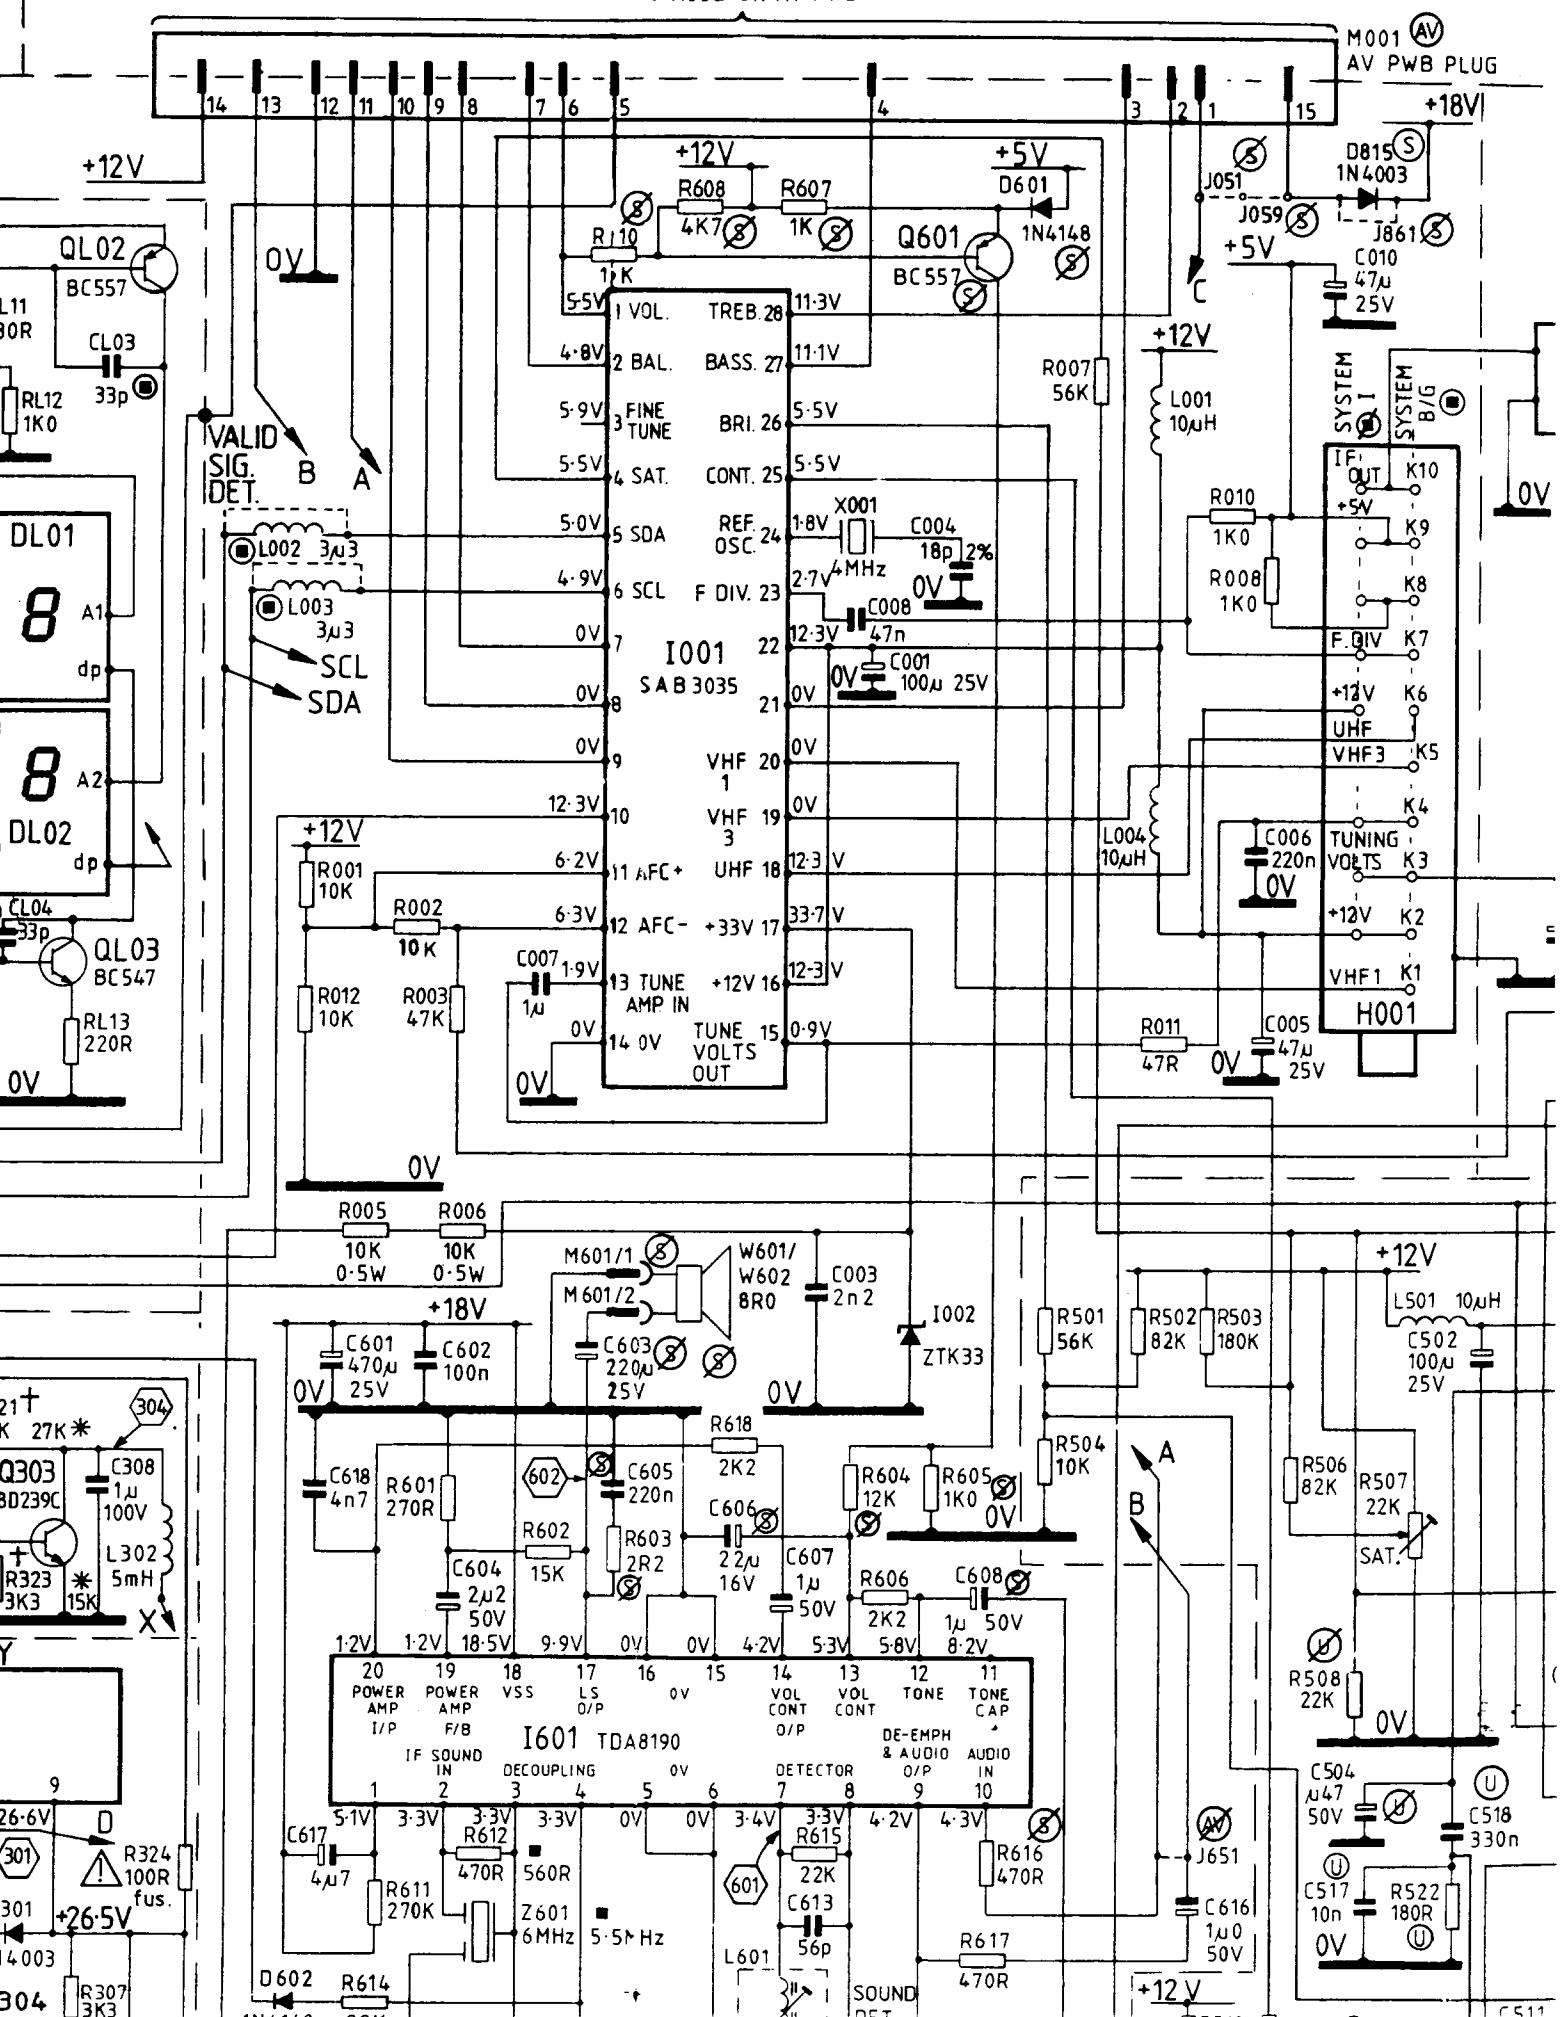 M001 AV
AV PWB PLUG
14 13 12 11 10 9 8 7 6 5 4 3 2 1 15
+18V
+12V
+12V
+5V
R608
4K7
R607
1K
D601
1N4148
J051
J059
D815
1N4003
J861
S
QL02
BC557
0V
R110
Q601
BC557
+5V
C010
47µ
25V
C
CL03
33p
RL12
1K0
VALID
SIG.
DET.
B
A
5·5V 1 VOL.
4·8V 2 BAL.
5·9V 3 FINE
TUNE
5·5V 4 SAT.
5·0V 5 SDA
4·9V 6 SCL
0V 7
0V 8
0V 9
12·3V 10
6·2V 11 AFC+
6·3V 12 AFC-
1·9V 13 TUNE
AMP IN
0V 14 0V
I001
SAB3035
TREB. 28 11·3V
BASS. 27 11·1V
BRI. 26 5·5V
CONT. 25 5·5V
REF.
OSC. 24 1·8V
F DIV. 23 2·7V
22 12·3V
21 0V
VHF
1 20 0V
VHF
3 19 0V
UHF 18 12·3 V
+33V 17 33·7 V
+12V 16 12·3 V
TUNE
VOLTS
OUT 15 0·9V
R007
56K
+12V
L001
10µH
X001
4MHz
C004
18p 2%
0V
C008
47n
C001
100µ 25V
0V
R010
1K0
R008
1K0
SYSTEM
I
SYSTEM
B/G
IF
OUT
K10
+5V
K9
K8
F.DIV
K7
+12V
K6
UHF
VHF3
K5
K4
TUNING
VOLTS
K3
+12V
K2
VHF1
K1
H001
0V
L002 3µ3
L003
3µ3
SCL
SDA
DL01
8
A1
dp
8
A2
DL02
dp
CL04
33p
QL03
BC547
RL13
220R
0V
+12V
R001
10K
R002
10K
R012
10K
R003
47K
C007
1µ
0V
L004
10µH
C006
220n
0V
R011
47R
C005
47µ
25V
0V
0V
R005
10K
0·5W
R006
10K
0·5W
M601/1
M601/2
W601/
W602
8R0
C003
2n2
I002
ZTK33
0V
+18V
C601
470µ
25V
C602
100n
C603
220µ
25V
0V
R501
56K
R502
82K
R503
180K
+12V
L501 10µH
C502
100µ
25V
R504
10K
R506
82K
R507
22K
SAT.
R508
22K
0V
A
B
304
27K
Q303
BD239C
C308
1µ
100V
L302
5mH
R323
3K3
15K
X
C618
4n7
R601
270R
602
C605
220n
R618
2K2
R602
15K
R603
2R2
C604
2µ2
50V
C606
22µ
16V
C607
1µ
50V
R604
12K
R605
1K0
0V
R606
2K2
C608
1µ 50V
1·2V 1·2V 18·5V 9·9V 0V 0V 4·2V 5·3V 5·8V 8·2V
20 19 18 17 16 15 14 13 12 11
POWER
AMP
I/P
POWER
AMP
F/B
VSS
LS
O/P
0V
VOL
CONT
O/P
VOL
CONT
TONE
TONE
CAP
I601 TDA8190
IF SOUND
IN
DECOUPLING
0V
DETECTOR
DE-EMPH
& AUDIO
O/P
AUDIO
IN
1 2 3 4 5 6 7 8 9 10
5·1V 3·3V 3·3V 3·3V 0V 0V 3·4V 3·3V 4·2V 4·3V
9
26·6V
D
301
R324
100R
fus.
+26·5V
R307
3K3
C617
4µ7
R611
270K
R612
470R
560R
Z601
6MHz
5·5MHz
601
R615
22K
C613
56p
L601
SOUND
R616
470R
R617
470R
AV
J651
C616
1µ0
50V
+12V
D602
R614
C504
µ47
50V
U
C518
330n
C517
10n
R522
180R
0V
C511